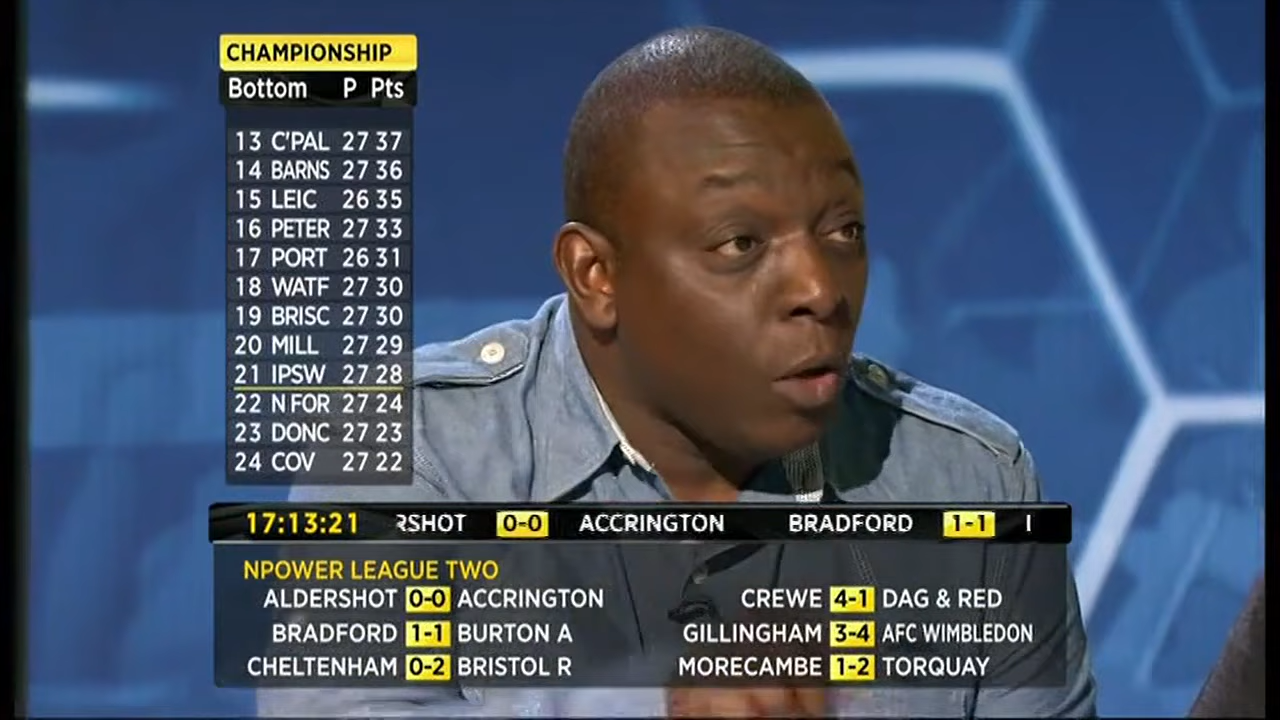 CHAMPIONSHIP
Bottom P Pts
13 C'PAL 27 37
14 BARNS 27 36
15 LEIC 26 35
16 PETER 27 33
17 PORT 26 31
18 WATF 27 30
19 BRISC 27 30
20 MILL 27 29
21 IPSW 27 28
22 N FOR 27 24
23 DONC 27 23
24 COV 27 22
17:13:21 RSHOT 0-0 ACCRINGTON BRADFORD 1-1
NPOWER LEAGUE TWO
ALDERSHOT 0-0 ACCRINGTON CREWE 4-1 DAG & RED
BRADFORD 1-1 BURTON A GILLINGHAM 3-4 AFC WIMBLEDON
CHELTENHAM 0-2 BRISTOL R MORECAMBE 1-2 TORQUAY